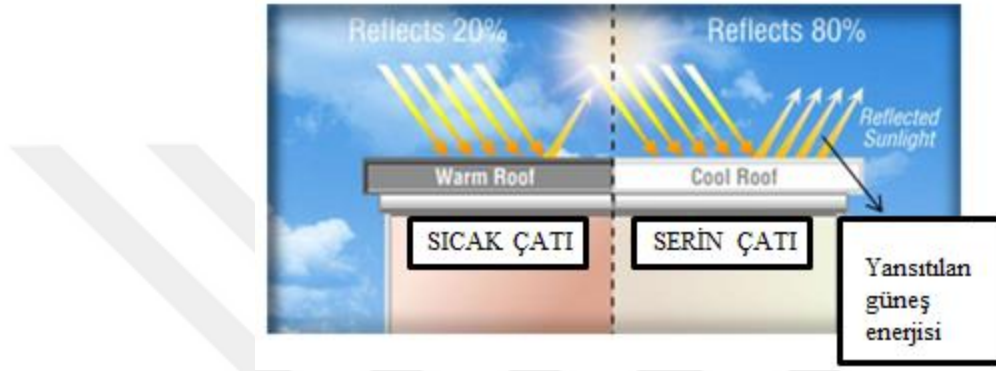 Reflects 20%
Reflects 80%
Reflected
Sunlight
Warm Roof
Cool Roof
SICAK ÇATI
SERİN ÇATI
Yansıtılan
güneş
enerjisi